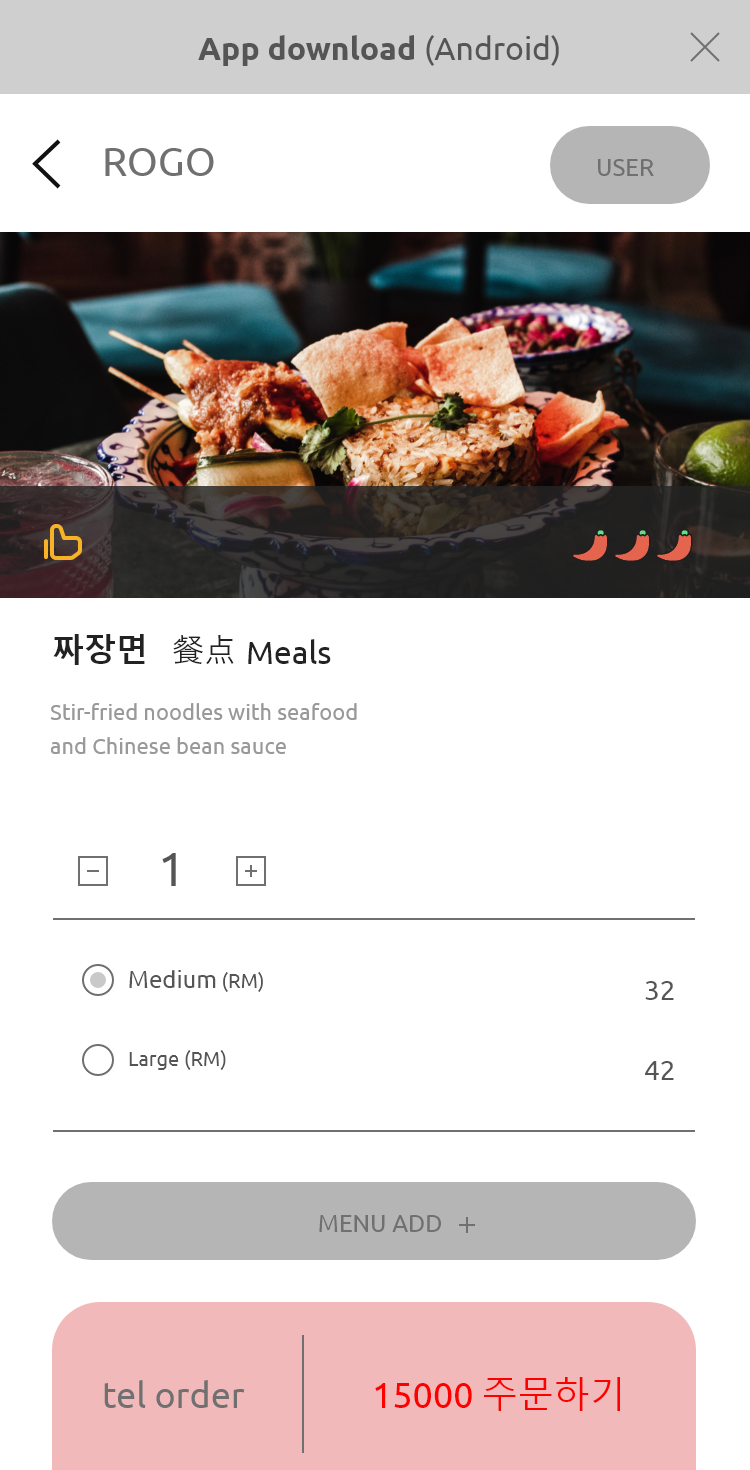 App download (Android)
ROGO
USER
짜장면 餐点 Meals
Stir-fried noodles with seafood
and Chinese bean sauce
1
Medium (RM)
32
Large (RM)
42
MENU ADD +
tel order
15000 주문하기